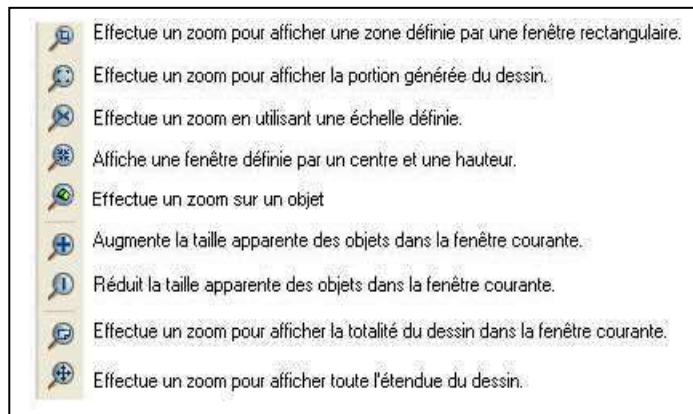 Effectue un zoom pour afficher une zone définie par une fenêtre rectangulaire.
Effectue un zoom pour afficher la portion générée du dessin.
Effectue un zoom en utilisant une échelle définie.
Affiche une fenêtre définie par un centre et une hauteur.
Effectue un zoom sur un objet
Augmente la taille apparente des objets dans la fenêtre courante.
Réduit la taille apparente des objets dans la fenêtre courante.
Effectue un zoom pour afficher la totalité du dessin dans la fenêtre courante.
Effectue un zoom pour afficher toute l'étendue du dessin.